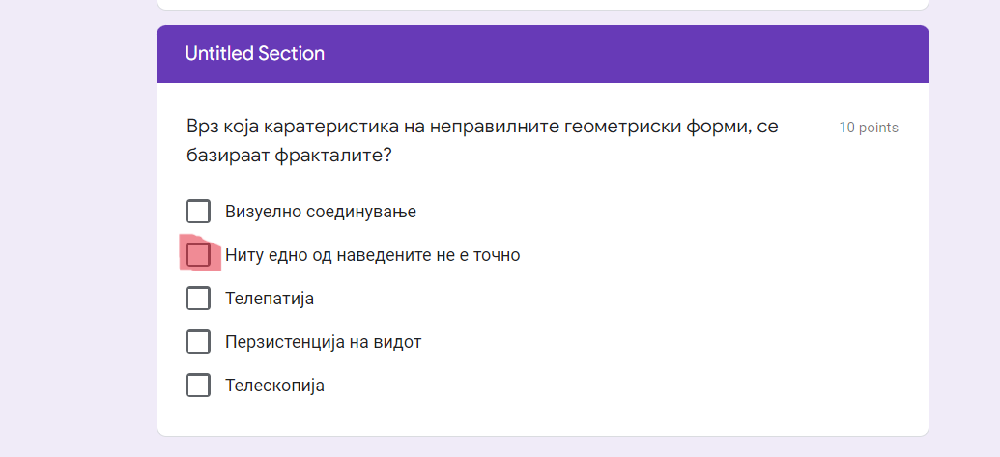 Untitled Section
Врз која каратеристика на неправилните геометриски форми, се
10 points
базираат фракталите?
Визуелно соединување
Ниту едно од наведените не е точно
Телепатија
Перзистенција на видот
Телескопија